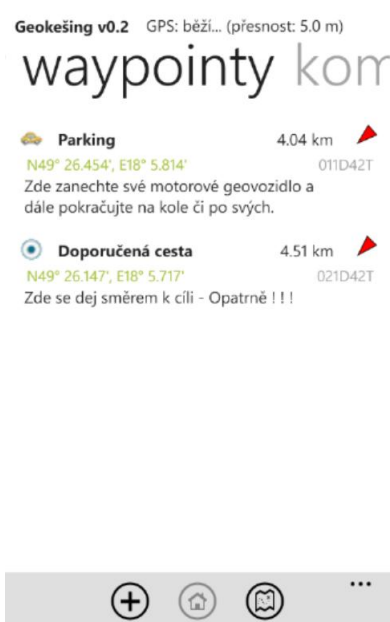 Geokešing v0.2 GPS: běží... (přesnost: 5.0 m)
waypointy kom
Parking 4.04 km
N49° 26.454', E18° 5.814' 011D42T
Zde zanechte své motorové geovozidlo a
dále pokračujte na kole či po svých.
Doporučená cesta 4.51 km
N49° 26.147', E18° 5.717' 021D42T
Zde se dej směrem k cíli - Opatrně ! ! !